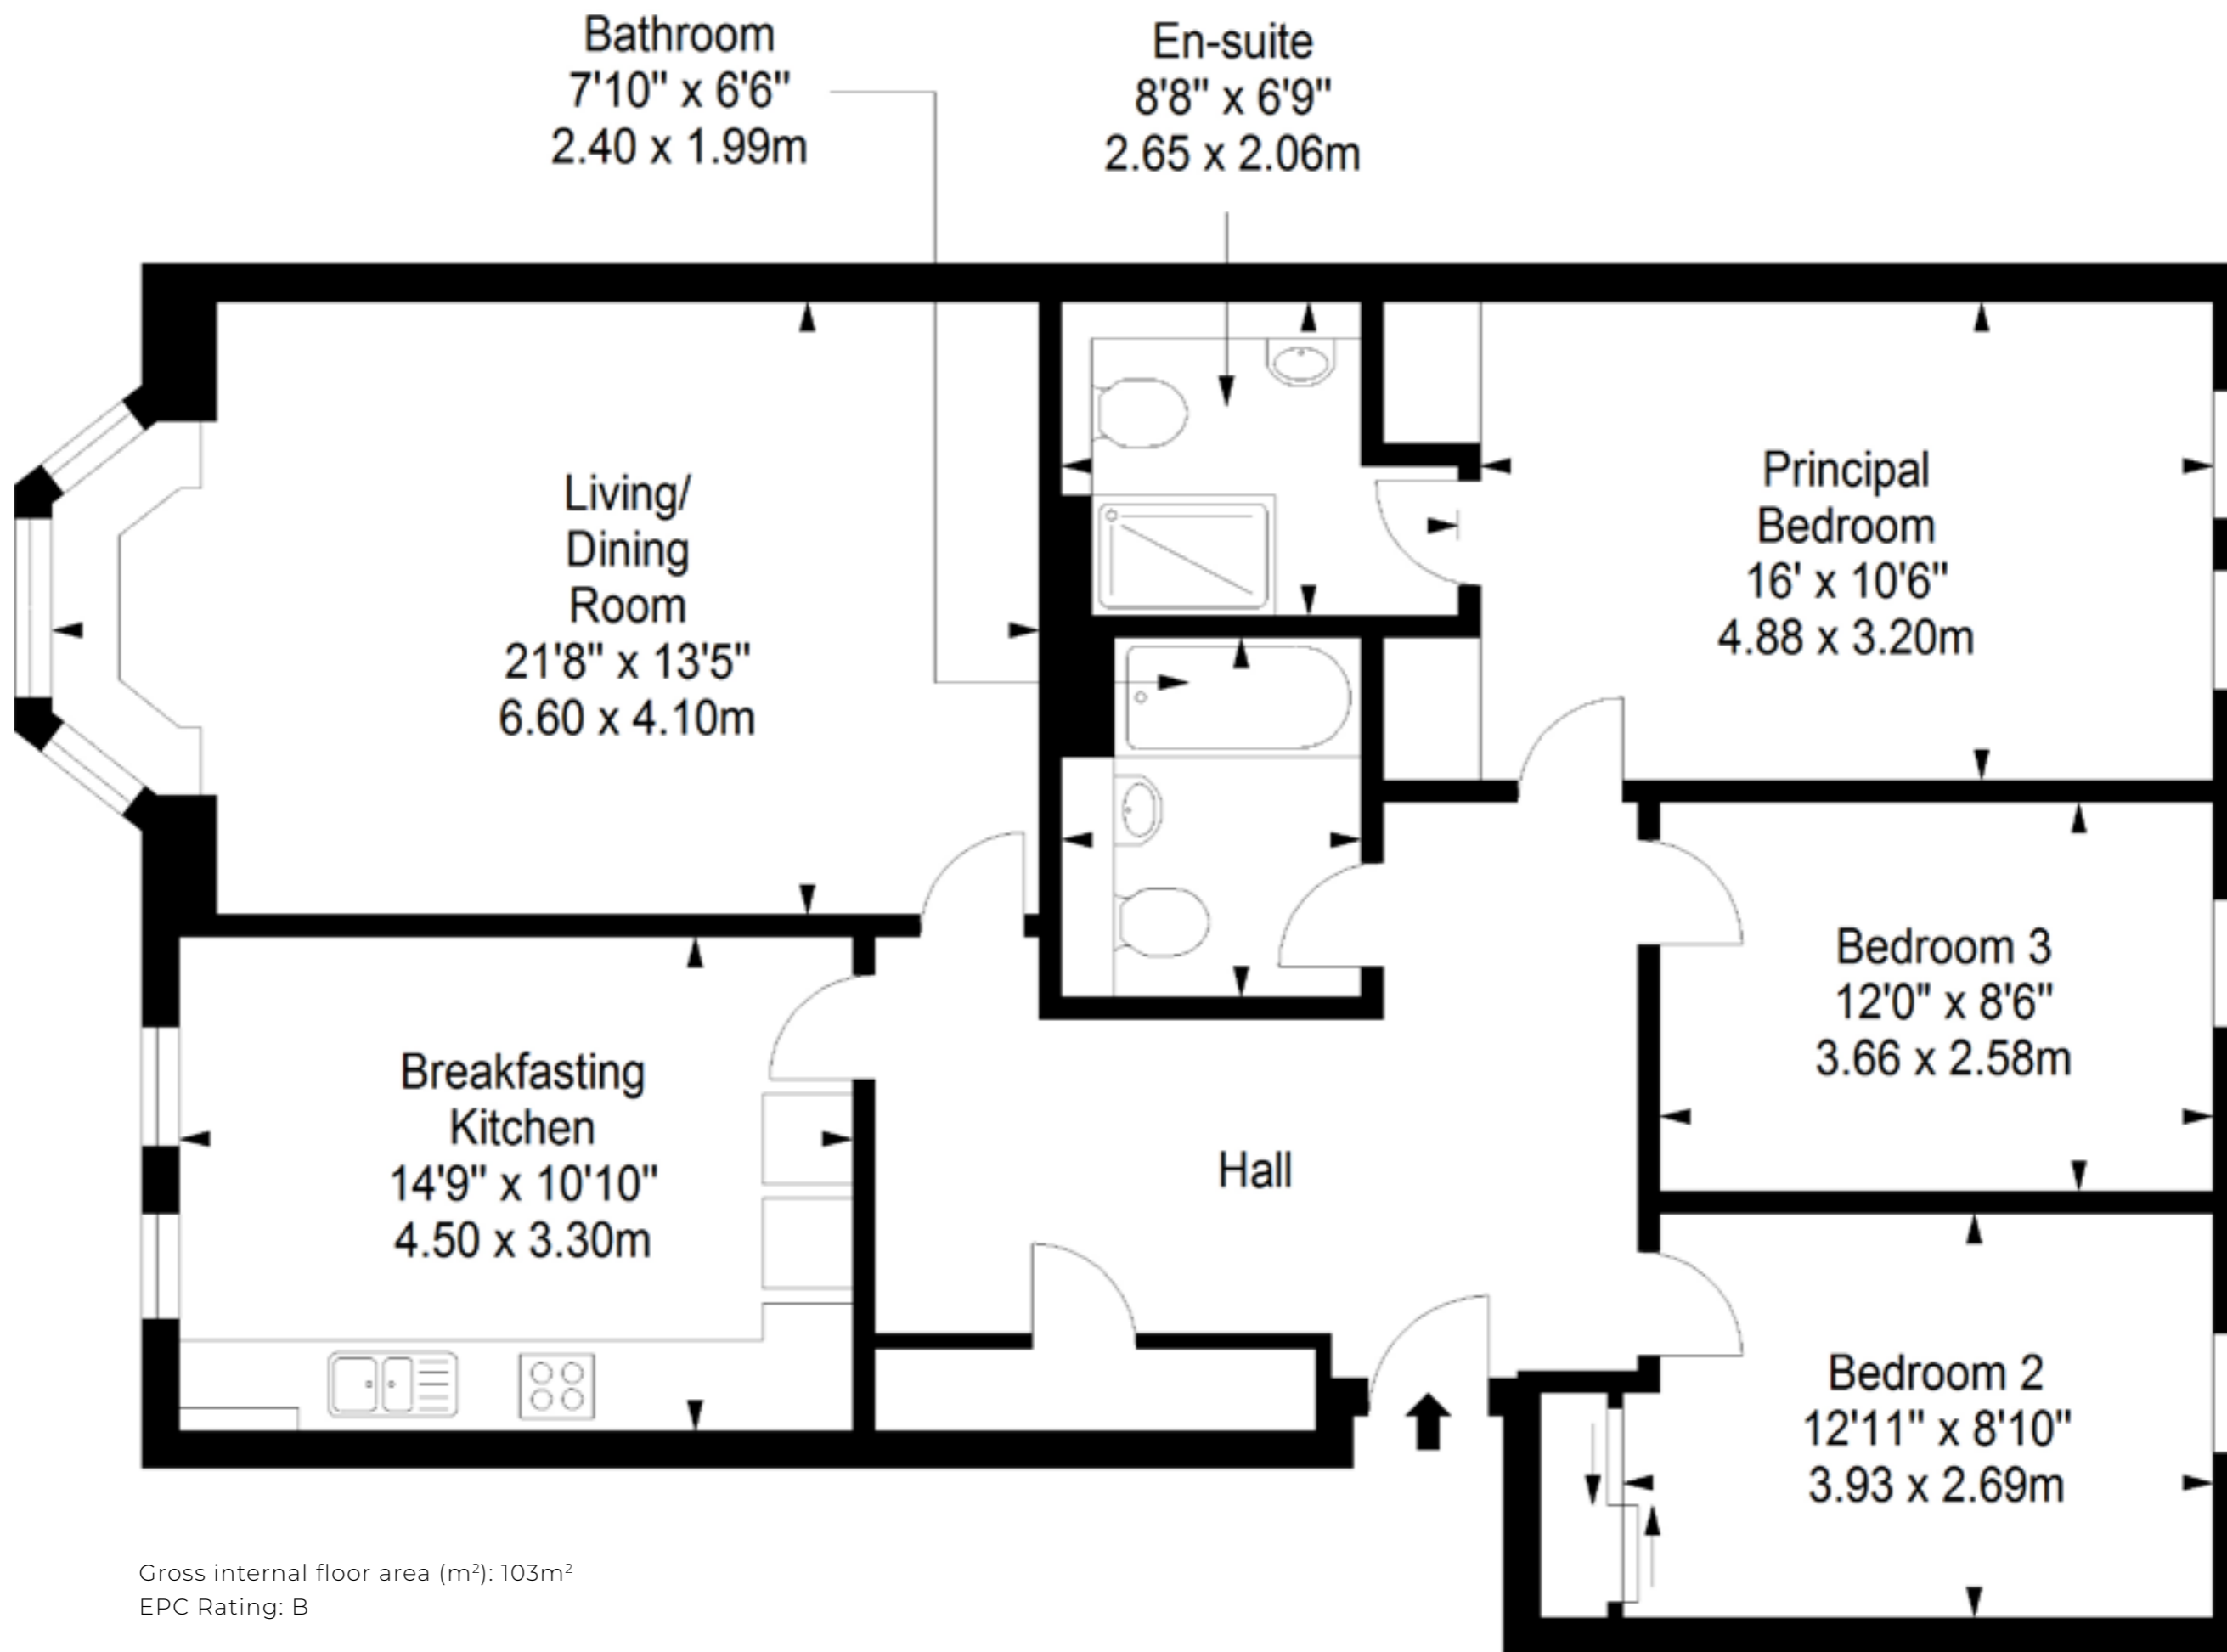 Bathroom
7'10" x 6'6"
2.40 x 1.99m
En-suite
8'8" x 6'9"
2.65 x 2.06m
Living/
Dining
Room
21'8" x 13'5"
6.60 x 4.10m
Principal
Bedroom
16' x 10'6"
4.88 x 3.20m
Breakfasting
Kitchen
14'9" x 10'10"
4.50 x 3.30m
Hall
Bedroom 3
12'0" x 8'6"
3.66 x 2.58m
Bedroom 2
12'11" x 8'10"
3.93 x 2.69m
Gross internal floor area (m²): 103m²
EPC Rating: B